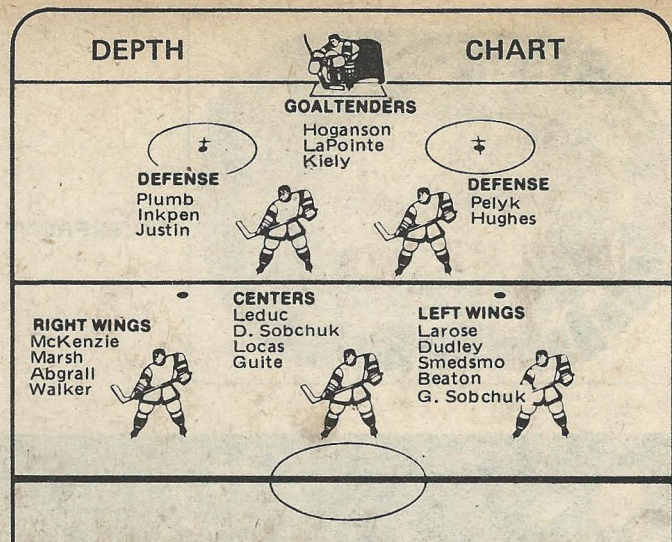 DEPTH CHART
GOALTENDERS
Hoganson
LaPointe
Kiely
DEFENSE
Plumb
Inkpen
Justin
DEFENSE
Pelyk
Hughes
RIGHT WINGS
McKenzie
Marsh
Abgrall
Walker
CENTERS
Leduc
D. Sobchuk
Locas
Guite
LEFT WINGS
Larose
Dudley
Smedsmo
Beaton
G. Sobchuk